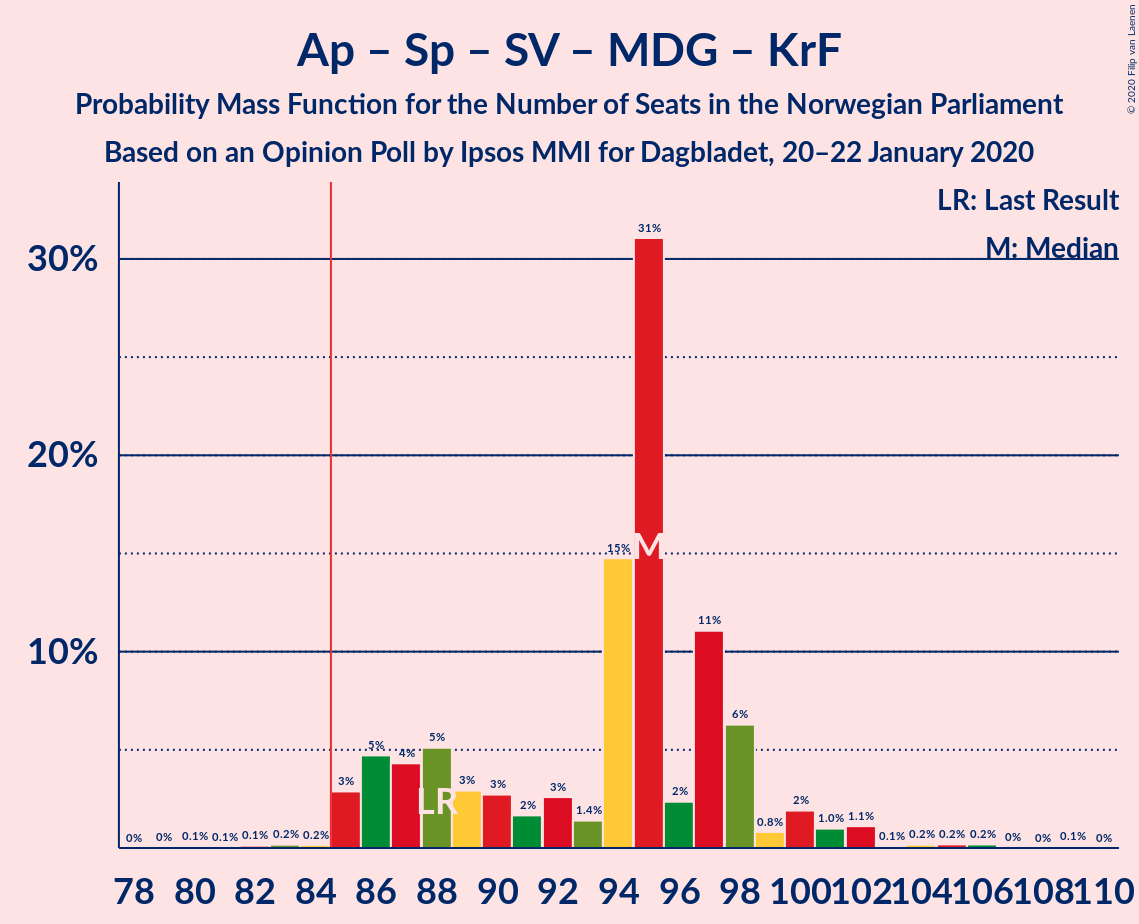 Ap – Sp – SV – MDG – KrF
Probability Mass Function for the Number of Seats in the Norwegian Parliament
Based on an Opinion Poll by Ipsos MMI for Dagbladet, 20–22 January 2020
© 2020 Filip van Laenen
LR: Last Result
M: Median
30%
20%
10%
0% 0% 0.1% 0.1% 0.1% 0.2% 0.2% 3% 5% 4% 5% 3% 3% 2% 3% 1.4% 15% 31% 2% 11% 6% 0.8% 2% 1.0% 1.1% 0.1% 0.2% 0.2% 0.2% 0% 0% 0.1% 0%
LR
M
78 80 82 84 86 88 90 92 94 96 98 100 102 104 106 108 110